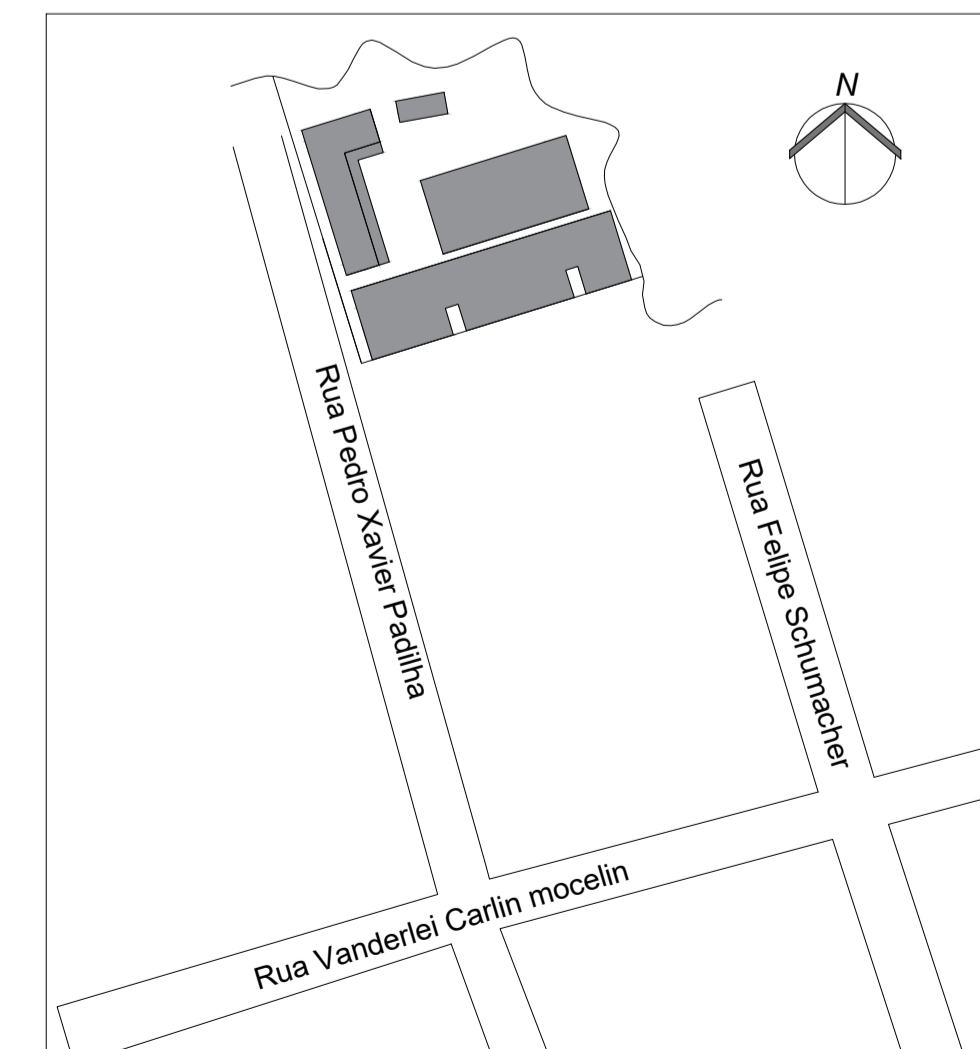 N
Rua Pedro Xavier Padilha
Rua Felipe Schumacher
Rua Vanderlei Carlin mocelin